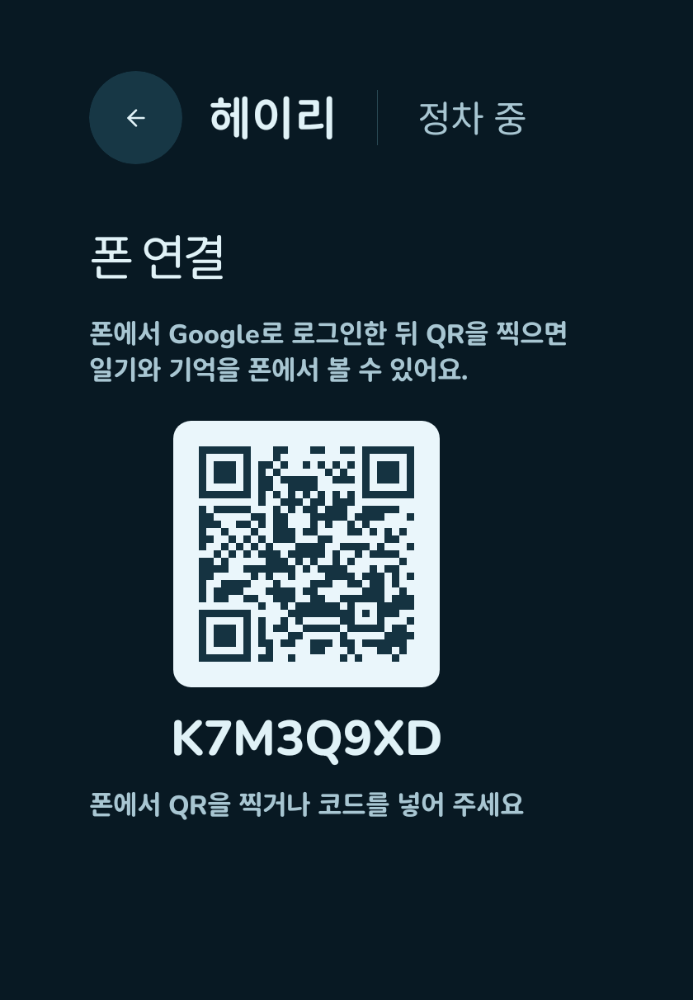 헤이리
정차 중
폰 연결
폰에서 Google로 로그인한 뒤 QR을 찍으면
일기와 기억을 폰에서 볼 수 있어요.
K7M3Q9XD
폰에서 QR을 찍거나 코드를 넣어 주세요